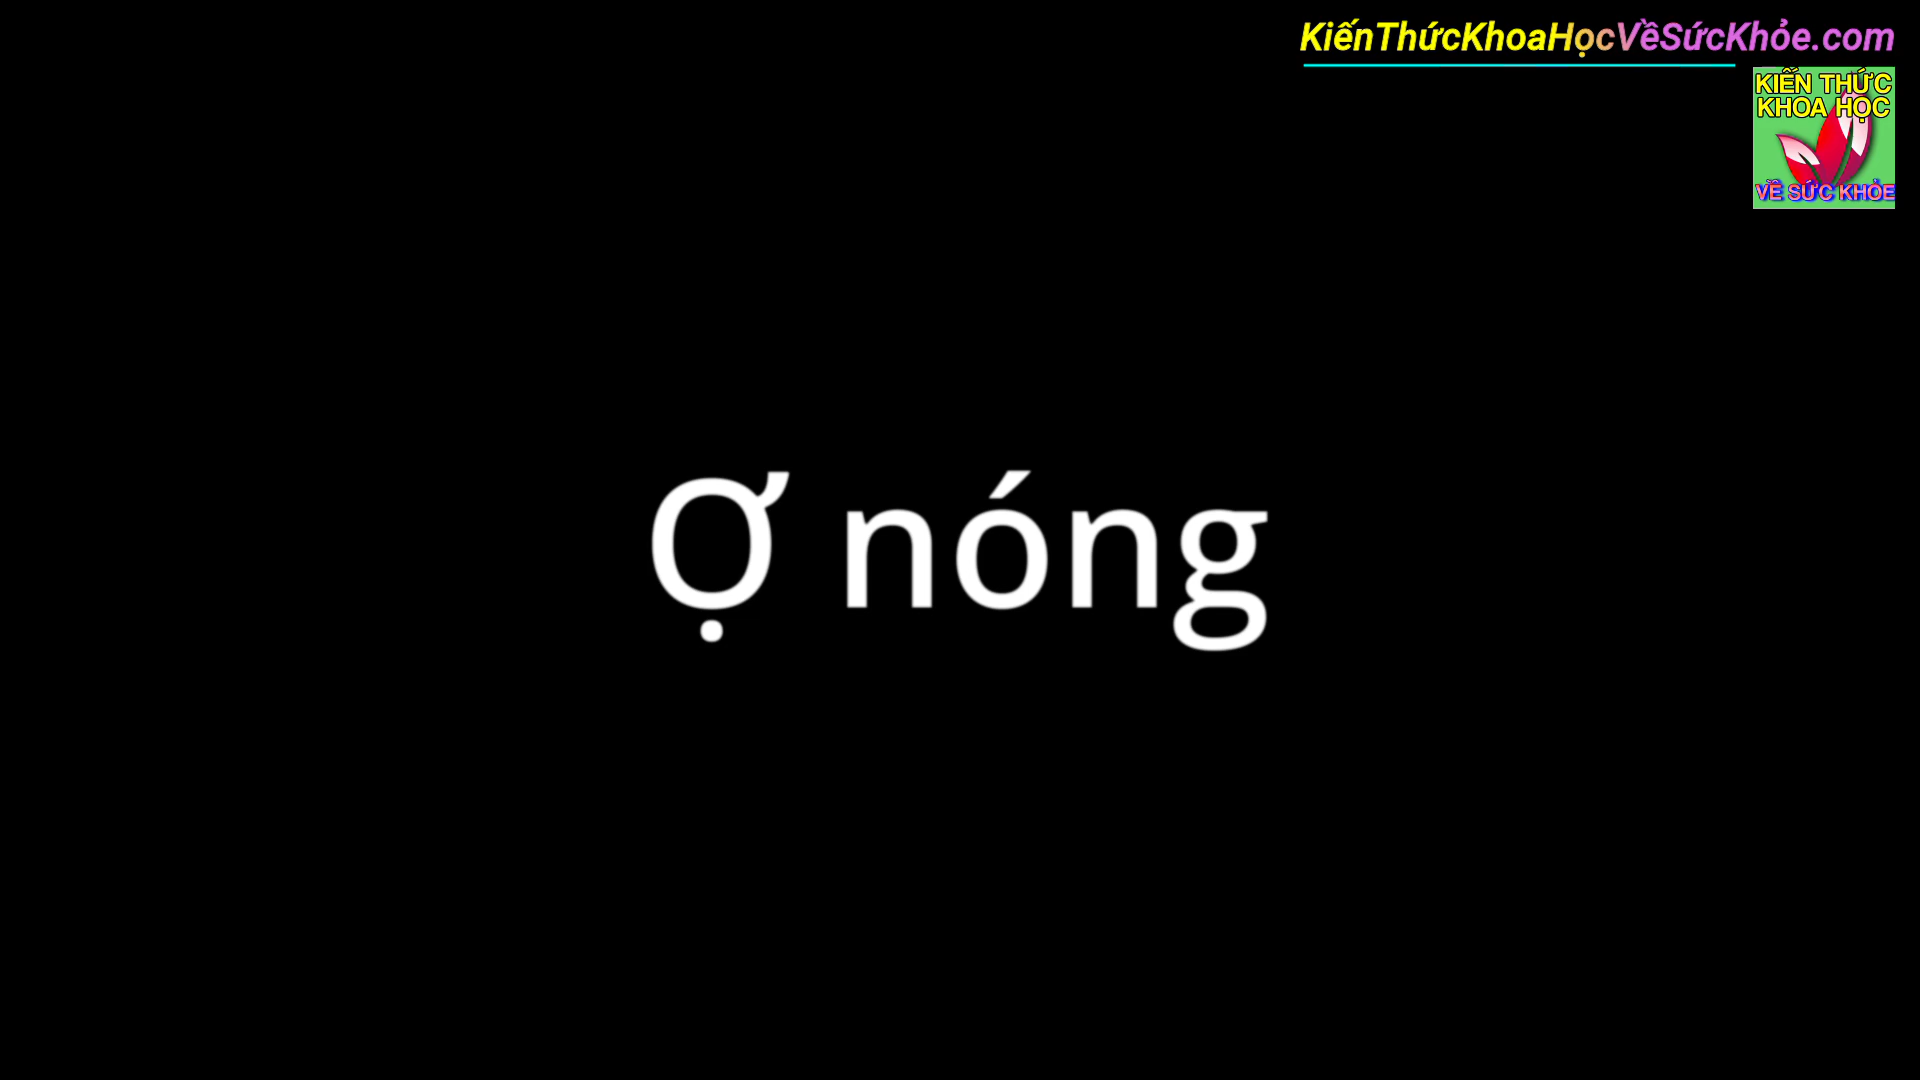 KiếnThứcKhoaHọcVềSứcKhỏe.com
KIẾN THỨC
KHOA HỌC
VỀ SỨC KHỎE
Ợ nóng